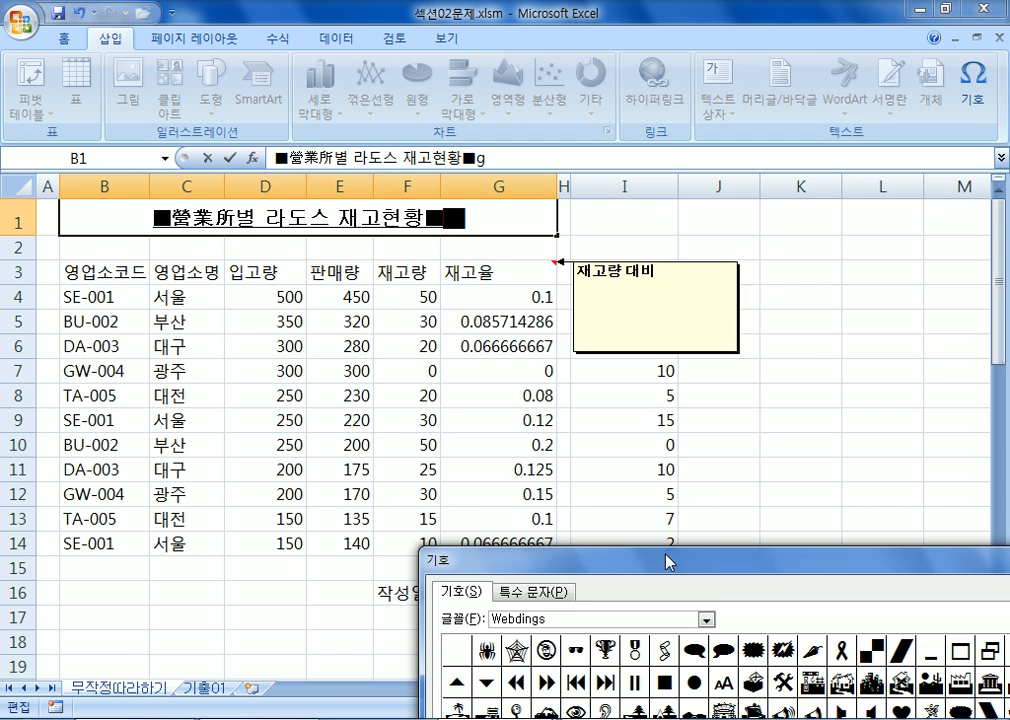 섹션02문제.xlsm - Microsoft Excel
홈 삽입 페이지 레이아웃 수식 데이터 검토 보기
피벗 테이블 표 그림 클립 아트 도형 SmartArt 세로 막대형 꺾은선형 원형 가로 막대형 영역형 분산형 기타 하이퍼링크 텍스트 상자 머리글/바닥글 WordArt 서명란 개체 기호
표 일러스트레이션 차트 링크 텍스트
B1 fx ■營業所별 라도스 재고현황■g
A B C D E F G H I J K L M
1 ■營業所별 라도스 재고현황■■
2
3 영업소코드 영업소명 입고량 판매량 재고량 재고율 재고량 대비
4 SE-001 서울 500 450 50 0.1
5 BU-002 부산 350 320 30 0.085714286
6 DA-003 대구 300 280 20 0.066666667
7 GW-004 광주 300 300 0 0 10
8 TA-005 대전 250 230 20 0.08 5
9 SE-001 서울 250 220 30 0.12 15
10 BU-002 부산 250 200 50 0.2 0
11 DA-003 대구 200 175 25 0.125 10
12 GW-004 광주 200 170 30 0.15 5
13 TA-005 대전 150 135 15 0.1 7
14 SE-001 서울 150 140 10 0.066666667 2
15
16 작성일
17
18
19
기호
기호(S) 특수 문자(P)
글꼴(F): Webdings
무작정따라하기 기출01
편집